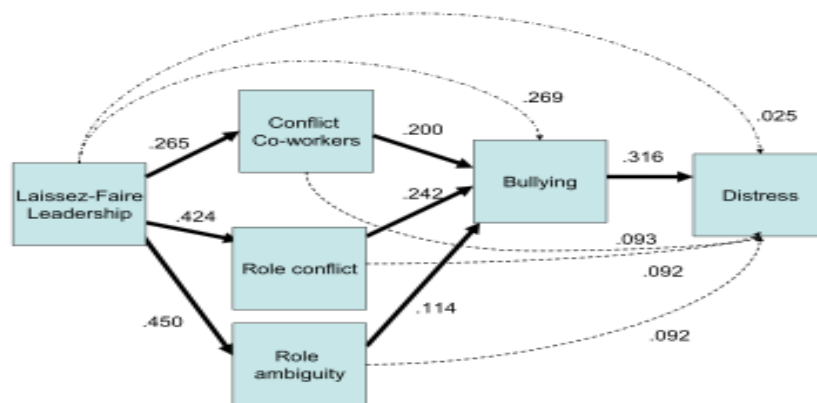 .269
.025
Conflict
Co-workers
.265
.200
.316
Laissez-Faire
Leadership
Bullying
Distress
.424
.242
.093
Role conflict
.092
.450
.114
.092
Role
ambiguity